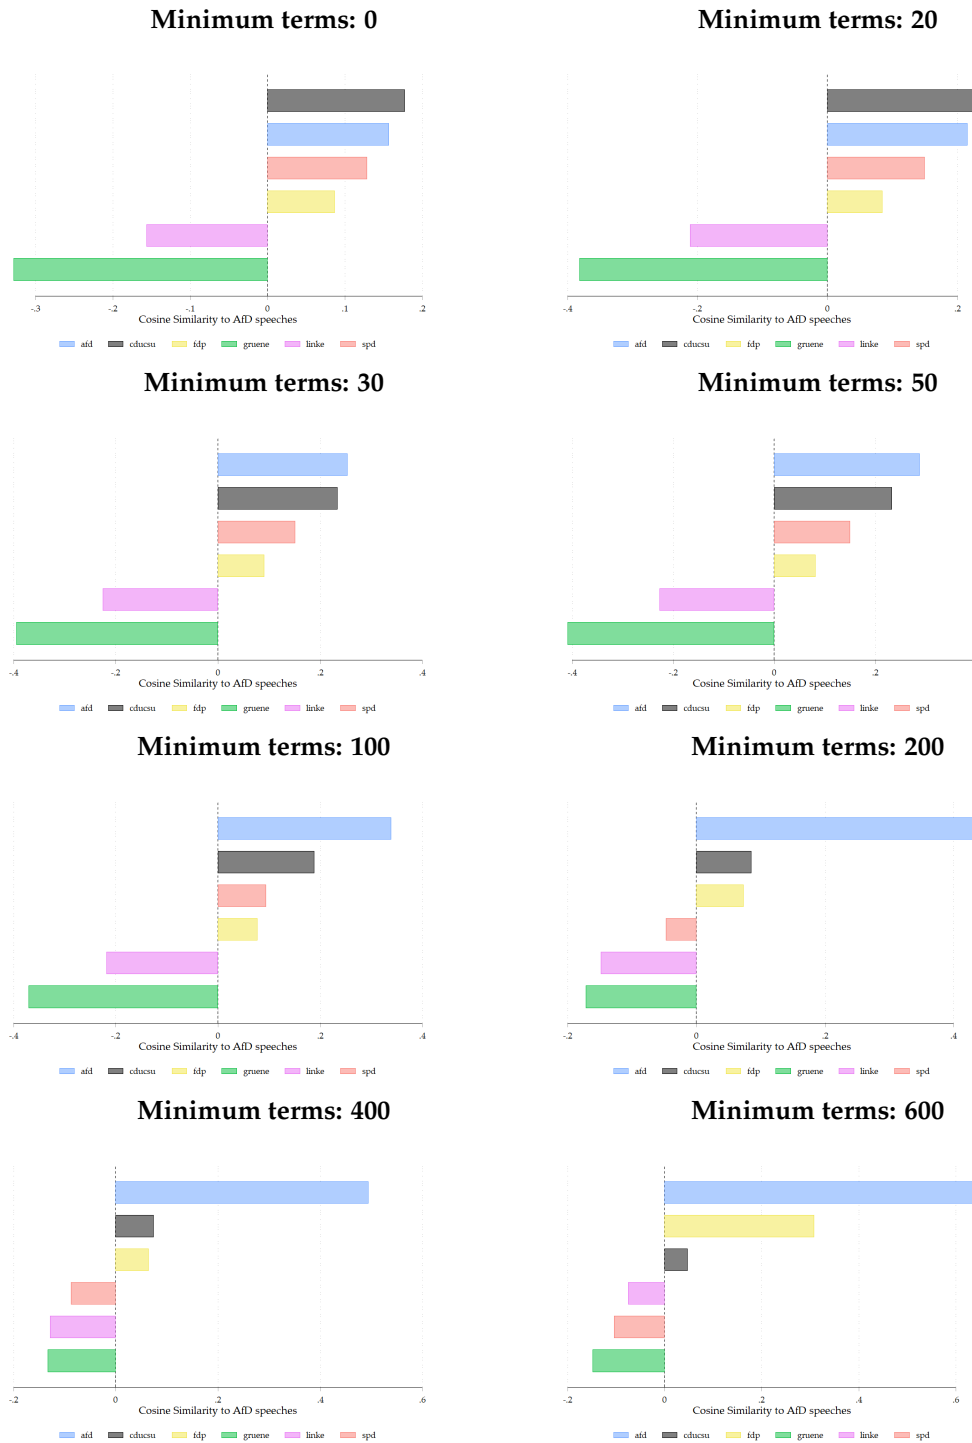 Minimum terms: 0
-.3 -.2 -.1 0 .1 .2
Cosine Similarity to AfD speeches
afd cducsu fdp gruene linke spd
Minimum terms: 20
-.4 -.2 0 .2
Cosine Similarity to AfD speeches
afd cducsu fdp gruene linke spd
Minimum terms: 30
-.4 -.2 0 .2 .4
Cosine Similarity to AfD speeches
afd cducsu fdp gruene linke spd
Minimum terms: 50
-.4 -.2 0 .2
Cosine Similarity to AfD speeches
afd cducsu fdp gruene linke spd
Minimum terms: 100
-.4 -.2 0 .2 .4
Cosine Similarity to AfD speeches
afd cducsu fdp gruene linke spd
Minimum terms: 200
-.2 0 .2 .4
Cosine Similarity to AfD speeches
afd cducsu fdp gruene linke spd
Minimum terms: 400
-.2 0 .2 .4 .6
Cosine Similarity to AfD speeches
afd cducsu fdp gruene linke spd
Minimum terms: 600
-.2 0 .2 .4 .6
Cosine Similarity to AfD speeches
afd cducsu fdp gruene linke spd